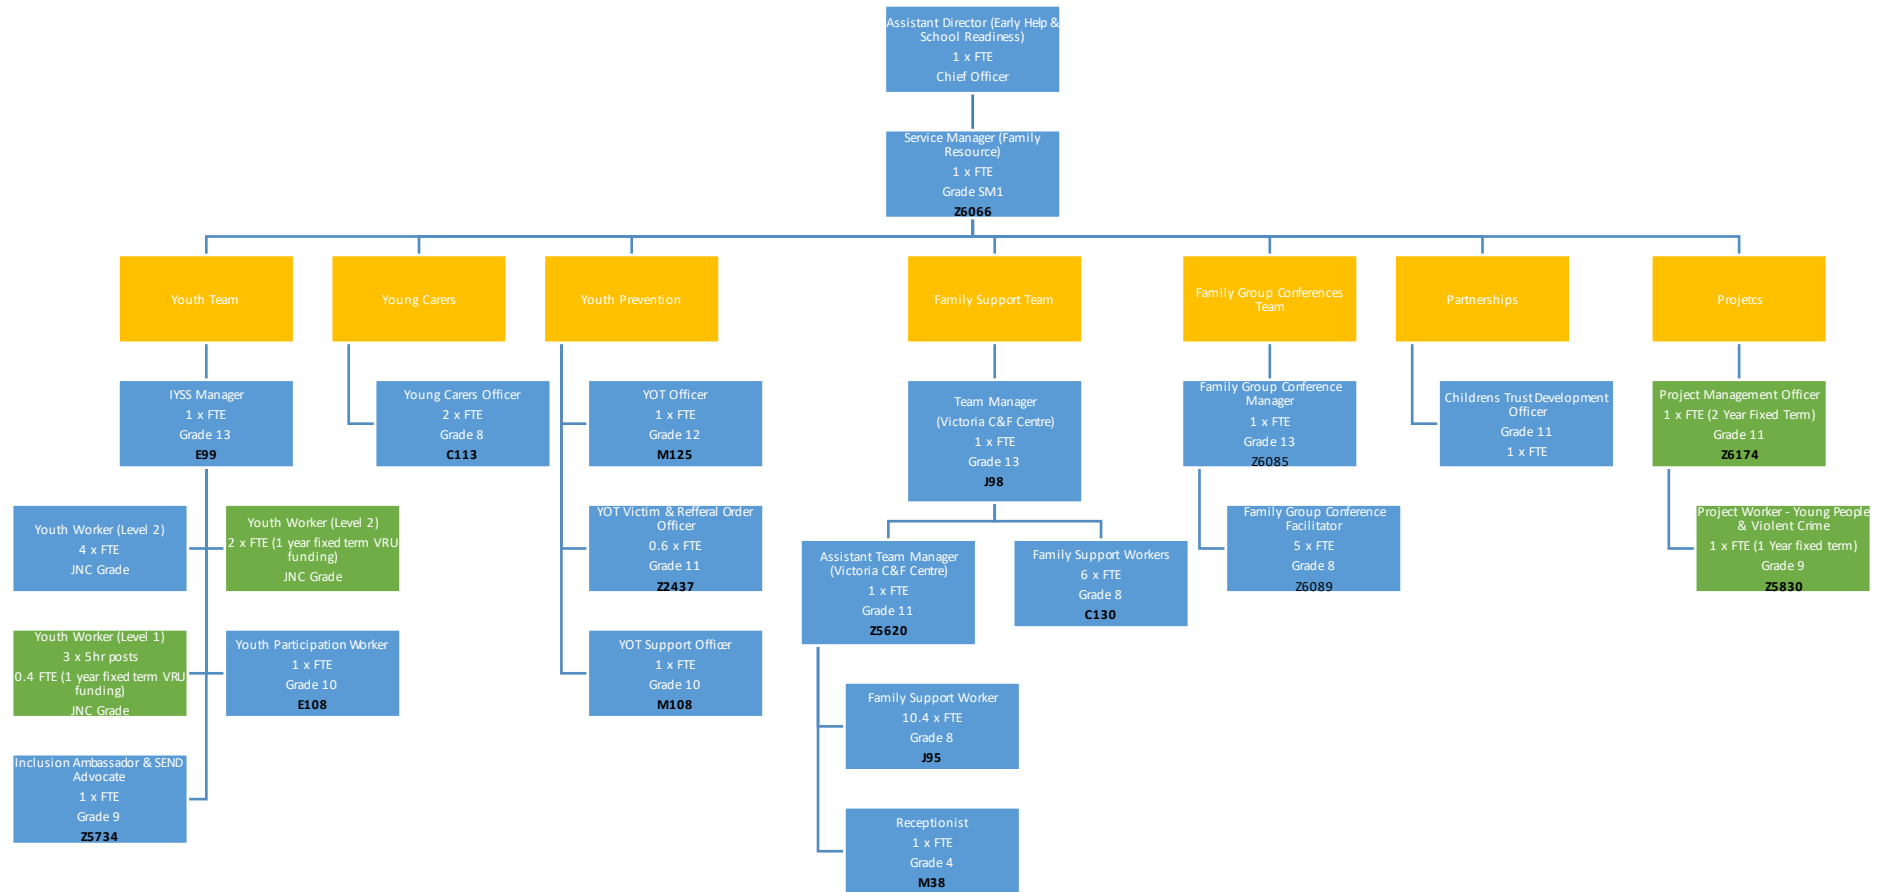 Assistant Director (Early Help &
School Readiness)
1 x FTE
Chief Officer
Service Manager (Family
Resource)
1 x FTE
Grade SM1
Z6066
Youth Team
Young Carers
Youth Prevention
Family Support Team
Family Group Conferences
Team
Partnerships
Projetcs
IYSS Manager
1 x FTE
Grade 13
E99
Young Carers Officer
2 x FTE
Grade 8
C113
YOT Officer
1 x FTE
Grade 12
M125
Team Manager
(Victoria C&F Centre)
1 x FTE
Grade 13
J98
Family Group Conference
Manager
1 x FTE
Grade 13
Z6085
Childrens Trust Development
Officer
Grade 11
1 x FTE
Project Management Officer
1 x FTE (2 Year Fixed Term)
Grade 11
Z6174
Youth Worker (Level 2)
4 x FTE
JNC Grade
Youth Worker (Level 2)
2 x FTE (1 year fixed term VRU
funding)
JNC Grade
YOT Victim & Refferal Order
Officer
0.6 x FTE
Grade 11
Z2437
Assistant Team Manager
(Victoria C&F Centre)
1 x FTE
Grade 11
Z5620
Family Support Workers
6 x FTE
Grade 8
C130
Family Group Conference
Facilitator
5 x FTE
Grade 8
Z6089
Project Worker - Young People
& Violent Crime
1 x FTE (1 Year fixed term)
Grade 9
Z5830
Youth Worker (Level 1)
3 x 5hr posts
0.4 FTE (1 year fixed term VRU
funding)
JNC Grade
Youth Participation Worker
1 x FTE
Grade 10
E108
YOT Support Officer
1 x FTE
Grade 10
M108
Family Support Worker
10.4 x FTE
Grade 8
J95
Inclusion Ambassador & SEND
Advocate
1 x FTE
Grade 9
Z5734
Receptionist
1 x FTE
Grade 4
M38